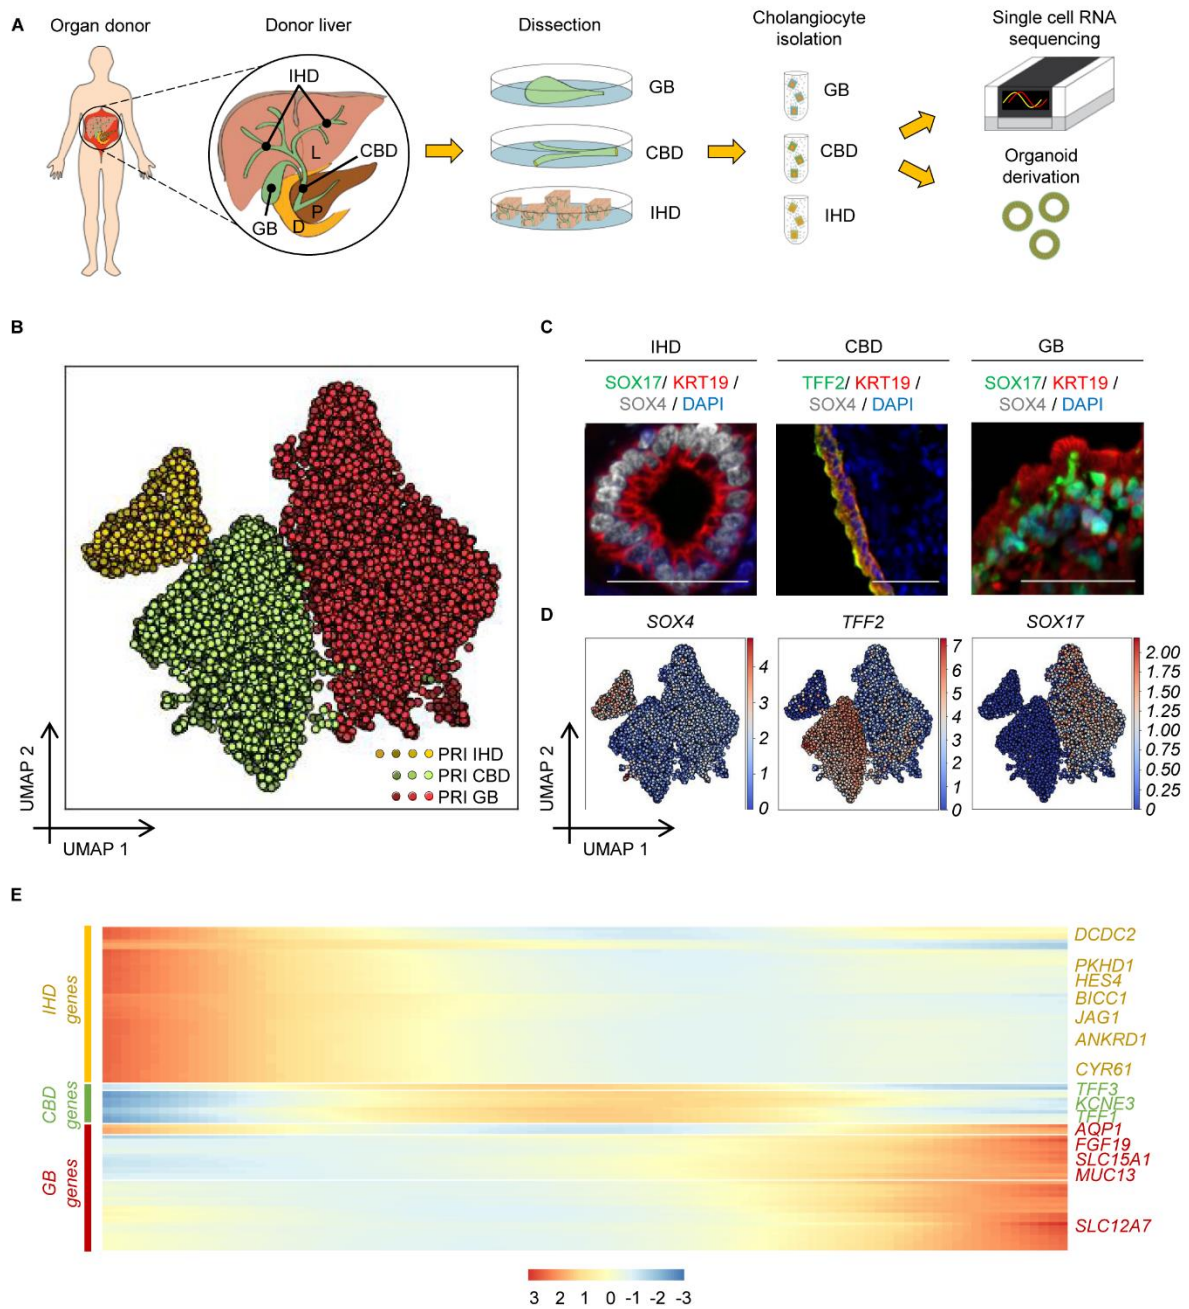 A
Organ donor
Donor liver
Dissection
Cholangiocyte
isolation
Single cell RNA
sequencing
IHD
L
CBD
P
GB
D
GB
CBD
IHD
GB
CBD
IHD
Organoid
derivation
B
UMAP 2
UMAP 1
PRI IHD
PRI CBD
PRI GB
C
IHD
SOX17/ KRT19 /
SOX4 / DAPI
CBD
TFF2/ KRT19 /
SOX4 / DAPI
GB
SOX17/ KRT19 /
SOX4 / DAPI
D
SOX4
4
3
2
1
0
TFF2
7
6
5
4
3
2
1
0
SOX17
2.00
1.75
1.50
1.25
1.00
0.75
0.50
0.25
0
UMAP 2
UMAP 1
E
IHD
genes
CBD
genes
GB
genes
DCDC2
PKHD1
HES4
BICC1
JAG1
ANKRD1
CYR61
TFF3
KCNE3
TFF1
AQP1
FGF19
SLC15A1
MUC13
SLC12A7
3 2 1 0 -1 -2 -3